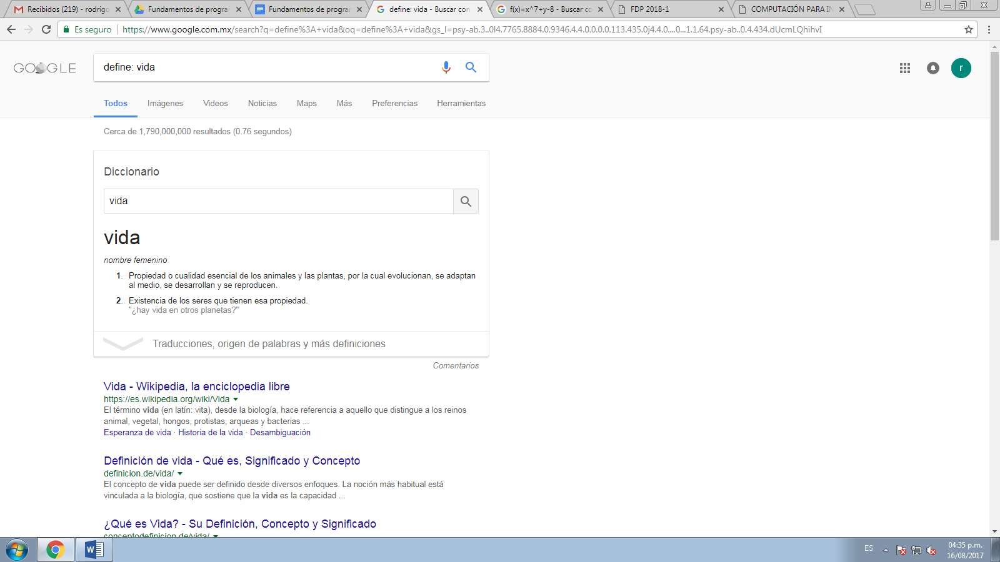 Recibidos (219) - rodrigo
Fundamentos de program
Fundamentos de program
define: vida - Buscar con
f(x)=x^7+y-8 - Buscar co
FDP 2018-1
COMPUTACIÓN PARA IN
Es seguro
https://www.google.com.mx/search?q=define%3A+vida&oq=define%3A+vida&gs_l=psy-ab.3..0l4.7765.8884.0.9346.4.4.0.0.0.0.113.435.0j4.4.0....0...1.1.64.psy-ab..0.4.434.dUcmLQhihvI
GOOGLE
define: vida
r
Todos
Imágenes
Videos
Noticias
Maps
Más
Preferencias
Herramientas
Cerca de 1,790,000,000 resultados (0.76 segundos)
Diccionario
vida
vida
nombre femenino
1. Propiedad o cualidad esencial de los animales y las plantas, por la cual evolucionan, se adaptan
al medio, se desarrollan y se reproducen.
2. Existencia de los seres que tienen esa propiedad.
"¿hay vida en otros planetas?"
Traducciones, origen de palabras y más definiciones
Comentarios
Vida - Wikipedia, la enciclopedia libre
https://es.wikipedia.org/wiki/Vida
El término vida (en latín: vita), desde la biología, hace referencia a aquello que distingue a los reinos
animal, vegetal, hongos, protistas, arqueas y bacterias ...
Esperanza de vida · Historia de la vida · Desambiguación
Definición de vida - Qué es, Significado y Concepto
definicion.de/vida/
El concepto de vida puede ser definido desde diversos enfoques. La noción más habitual está
vinculada a la biología, que sostiene que la vida es la capacidad ...
¿Qué es Vida? - Su Definición, Concepto y Significado
conceptodefinicion.de/vida/
W
ES
04:35 p.m.
16/08/2017